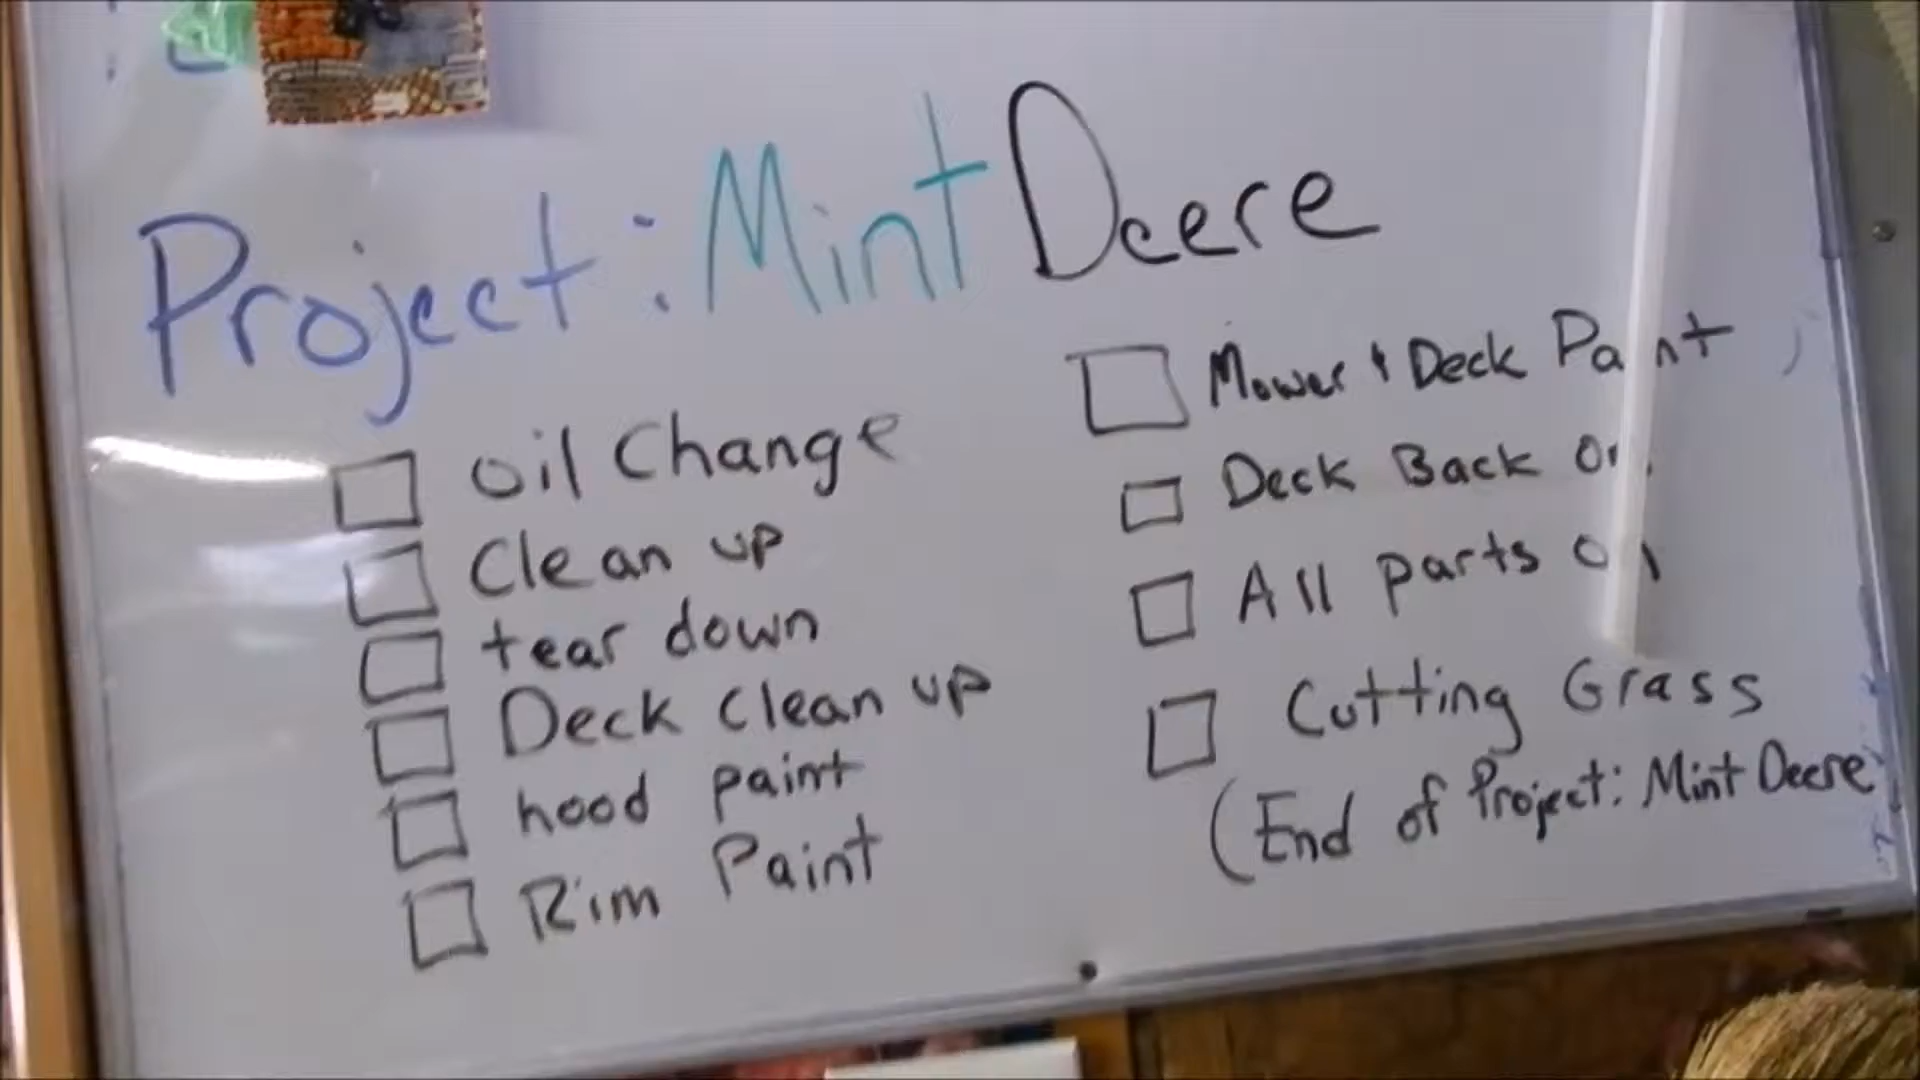 Project: Mint Deere
oil Change
Clean up
tear down
Deck Clean up
hood paint
Rim Paint
Mower & Deck Paint
Deck Back On
All parts on
Cutting Grass
(End of Project: Mint Deere